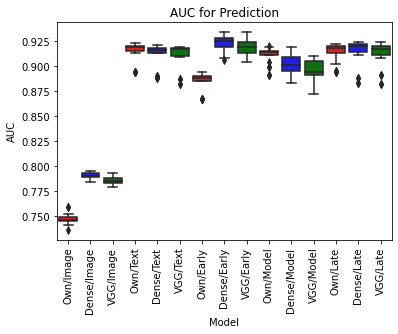 AUC for Prediction
AUC
0.925
0.900
0.875
0.850
0.825
0.800
0.775
0.750
Own/Image
Dense/Image
VGG/Image
Own/Text
Dense/Text
VGG/Text
Own/Early
Dense/Early
VGG/Early
Own/Model
Dense/Model
VGG/Model
Own/Late
Dense/Late
VGG/Late
Model